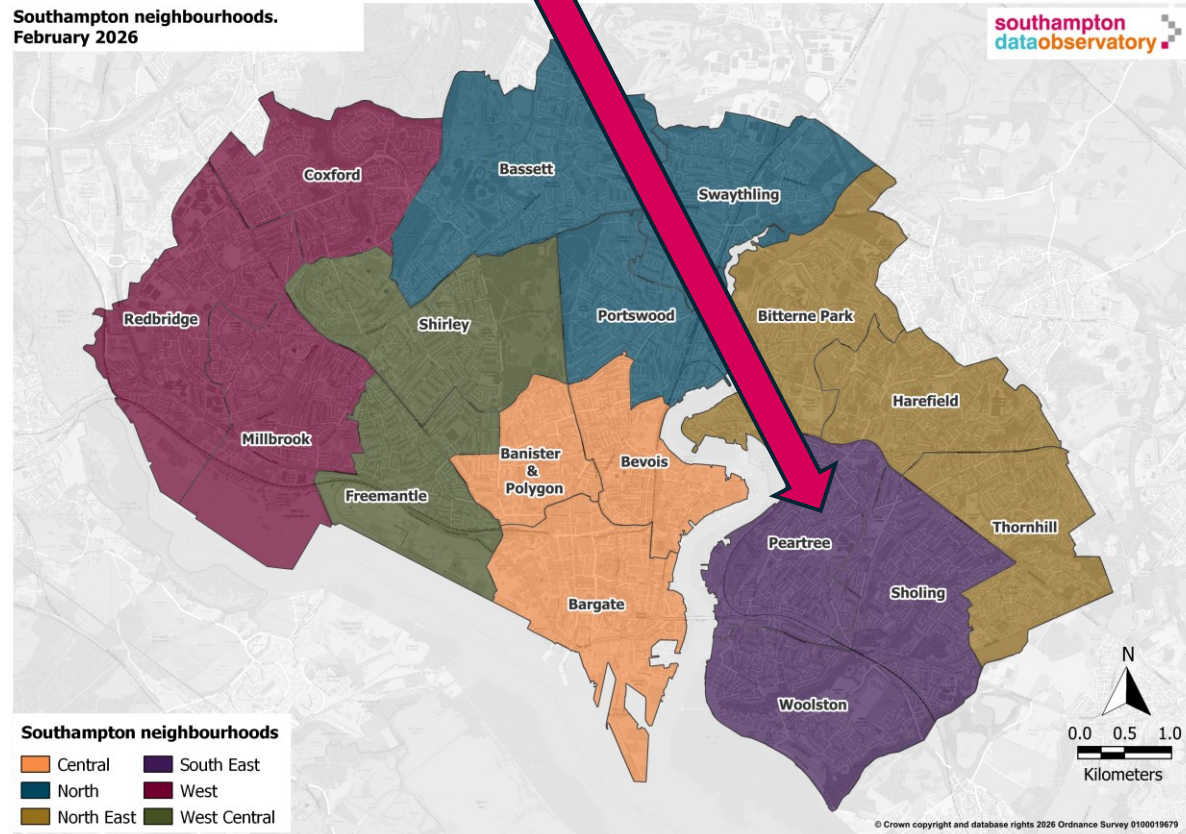 Southampton neighbourhoods.
February 2026
southampton
dataobservatory
Coxford
Bassett
Swaythling
Redbridge
Shirley
Portswood
Bitterne Park
Harefield
Millbrook
Banister
&
Polygon
Bevois
Freemantle
Thornhill
Peartree
Sholing
Bargate
Woolston
N
0.0 0.5 1.0
Kilometers
Southampton neighbourhoods
Central
South East
North
West
North East
West Central
© Crown copyright and database rights 2026 Ordnance Survey 0100019679